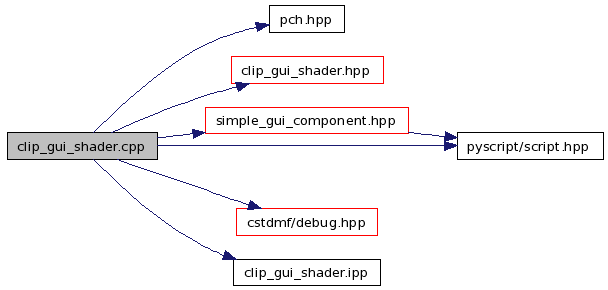 pch.hpp
clip_gui_shader.hpp
simple_gui_component.hpp
clip_gui_shader.cpp
pyscript/script.hpp
cstdmf/debug.hpp
clip_gui_shader.ipp